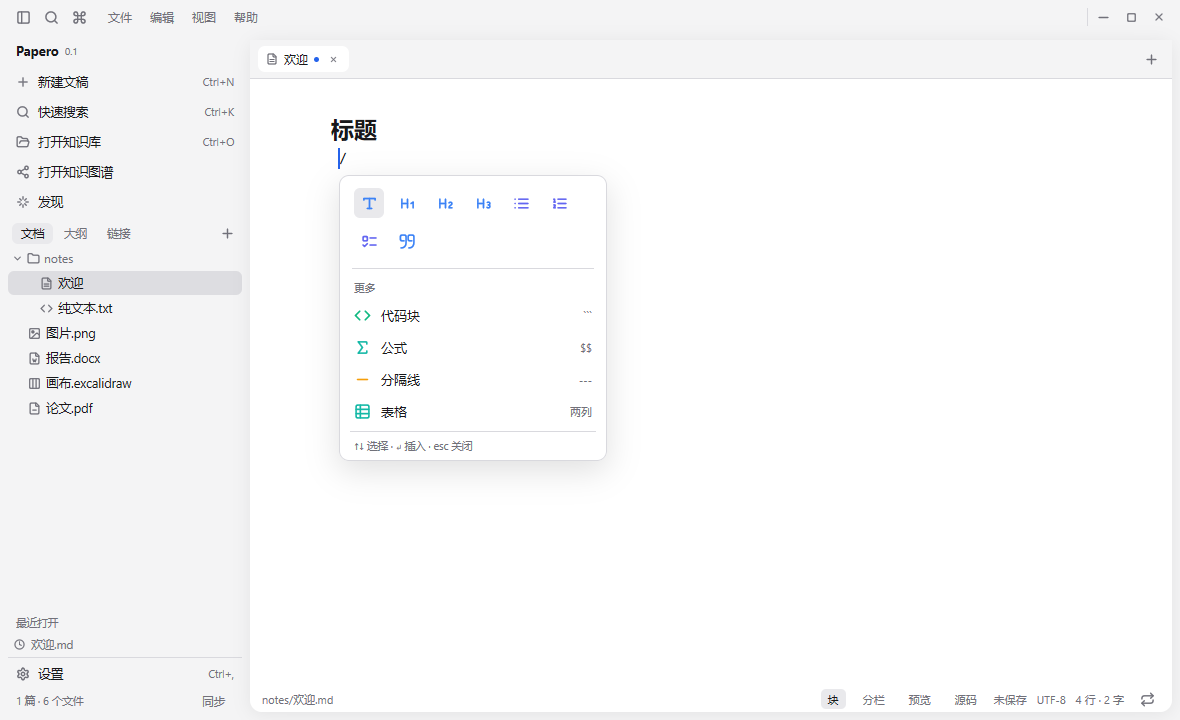 文件 编辑 视图 帮助
Papero 0.1
新建文稿 Ctrl+N
快速搜索 Ctrl+K
打开知识库 Ctrl+O
打开知识图谱
发现
文档 大纲 链接
notes
欢迎
纯文本.txt
图片.png
报告.docx
画布.excalidraw
论文.pdf
最近打开
欢迎.md
设置 Ctrl+,
1 篇 · 6 个文件 同步
欢迎
标题
/
T H1 H2 H3
更多
代码块 ```
公式 $$
分隔线 ---
表格 两列
↑↓ 选择 · ↵ 插入 · esc 关闭
notes/欢迎.md 块 分栏 预览 源码 未保存 UTF-8 4 行 · 2 字